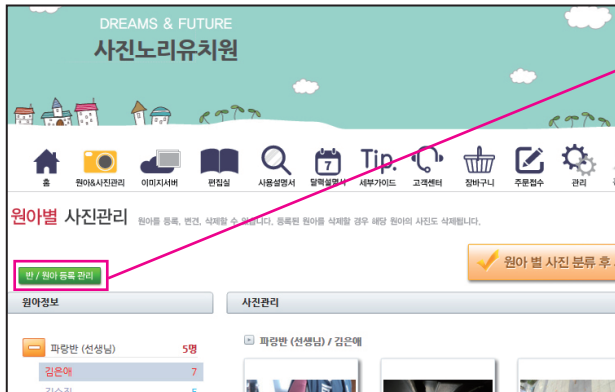 DREAMS & FUTURE
사진노리유치원
Tip.
7
홈 원아&사진관리 이미지서버 편집실 사용설명서 달력설명서 세부가이드 고객센터 장바구니 주문접수 관리
원아별 사진관리 원아를 등록, 변경, 삭제할 수 있습니다. 등록된 원아를 삭제할 경우 해당 원아의 사진도 삭제됩니다.
원아 별 사진 분류 후
반 / 원아 등록 관리
원아정보 사진관리
파랑반 (선생님) 5명
파랑반 (선생님) / 김은애
김은애 7